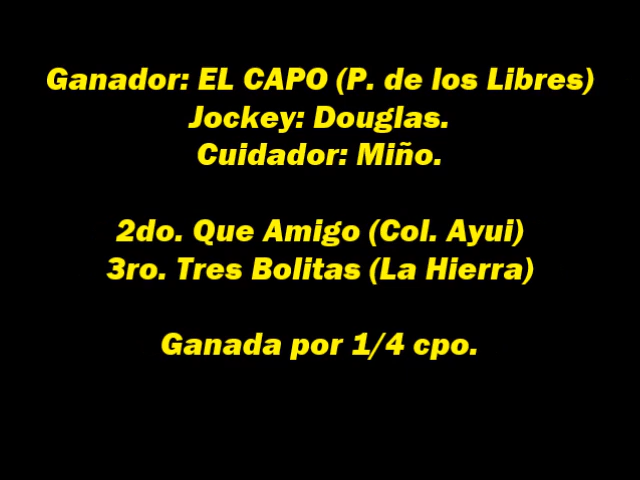 Ganador: EL CAPO (P. de los Libres)
Jockey: Douglas.
Cuidador: Miño.
2do. Que Amigo (Col. Ayui)
3ro. Tres Bolitas (La Hierra)
Ganada por 1/4 cpo.